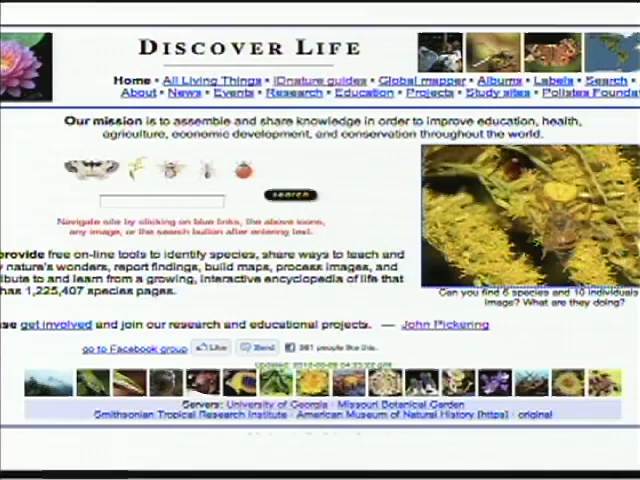 DISCOVER LIFE
Home • All Living Things • IDnature guides • Global mapper • Albums • Labels • Search •
About • News • Events • Research • Education • Projects • Study sites • Polistes Founda
Our mission is to assemble and share knowledge in order to improve education, health,
agriculture, economic development, and conservation throughout the world.
search
Navigate site by clicking on blue links, the above icons,
any image, or the search button after entering text.
provide free on-line tools to identify species, share ways to teach and
nature's wonders, report findings, build maps, process images, and
ibute to and learn from a growing, interactive encyclopedia of life that
has 1,225,407 species pages.
Can you find 6 species and 10 individuals
image? What are they doing?
se get involved and join our research and educational projects. — John Pickering
go to Facebook group Like Send 361 people like this.
Updated:
Servers: University of Georgia · Missouri Botanical Garden
Smithsonian Tropical Research Institute · American Museum of Natural History [https] · original